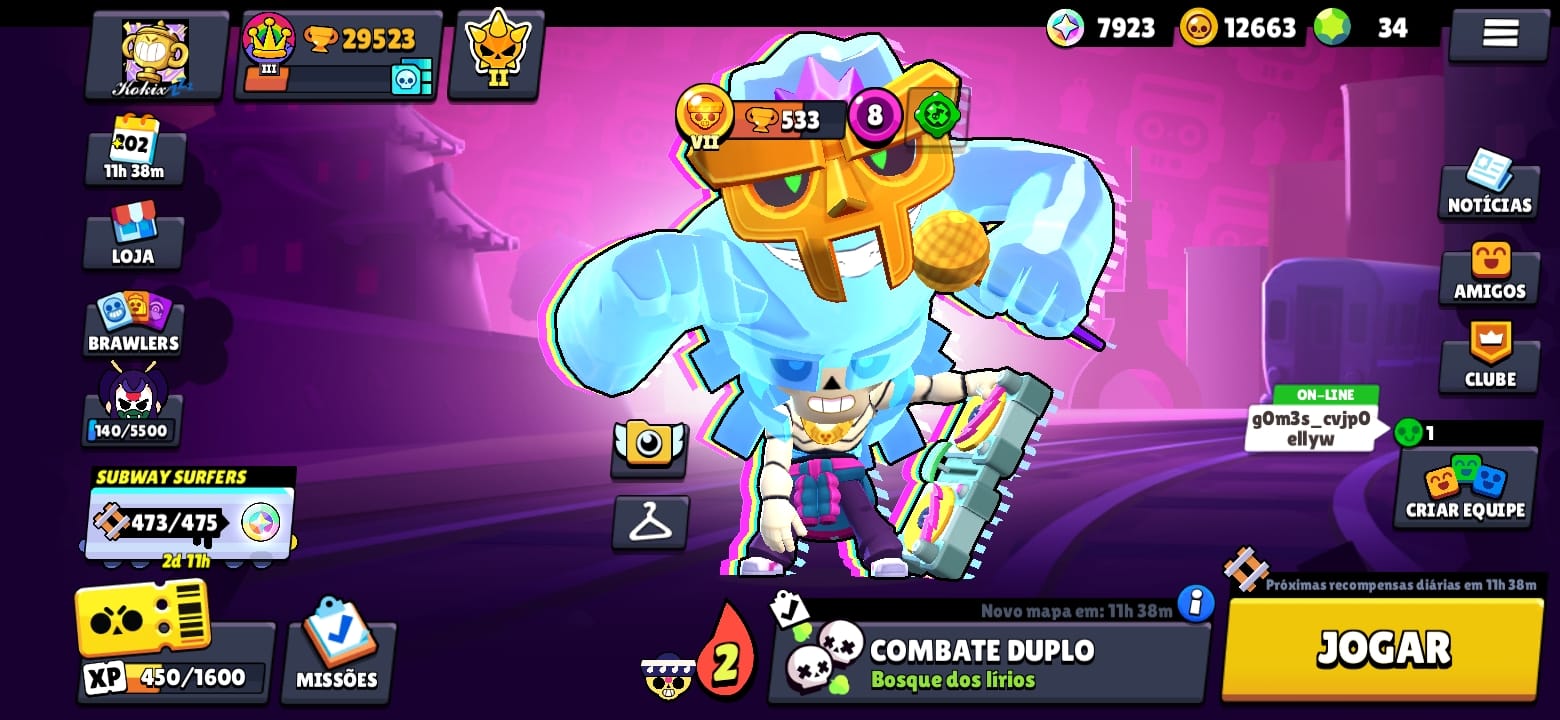 Kokix
III
29523
II
7923
12663
34
VII
533
8
202
11h 38m
LOJA
BRAWLERS
140/5500
SUBWAY SURFERS
473/475
2d 11h
XP 450/1600
MISSÕES
NOTÍCIAS
AMIGOS
CLUBE
ON-LINE
g0m3s_cvjp0
ellyw
1
CRIAR EQUIPE
Próximas recompensas diárias em 11h 38m
JOGAR
2
Novo mapa em: 11h 38m
i
COMBATE DUPLO
Bosque dos lírios